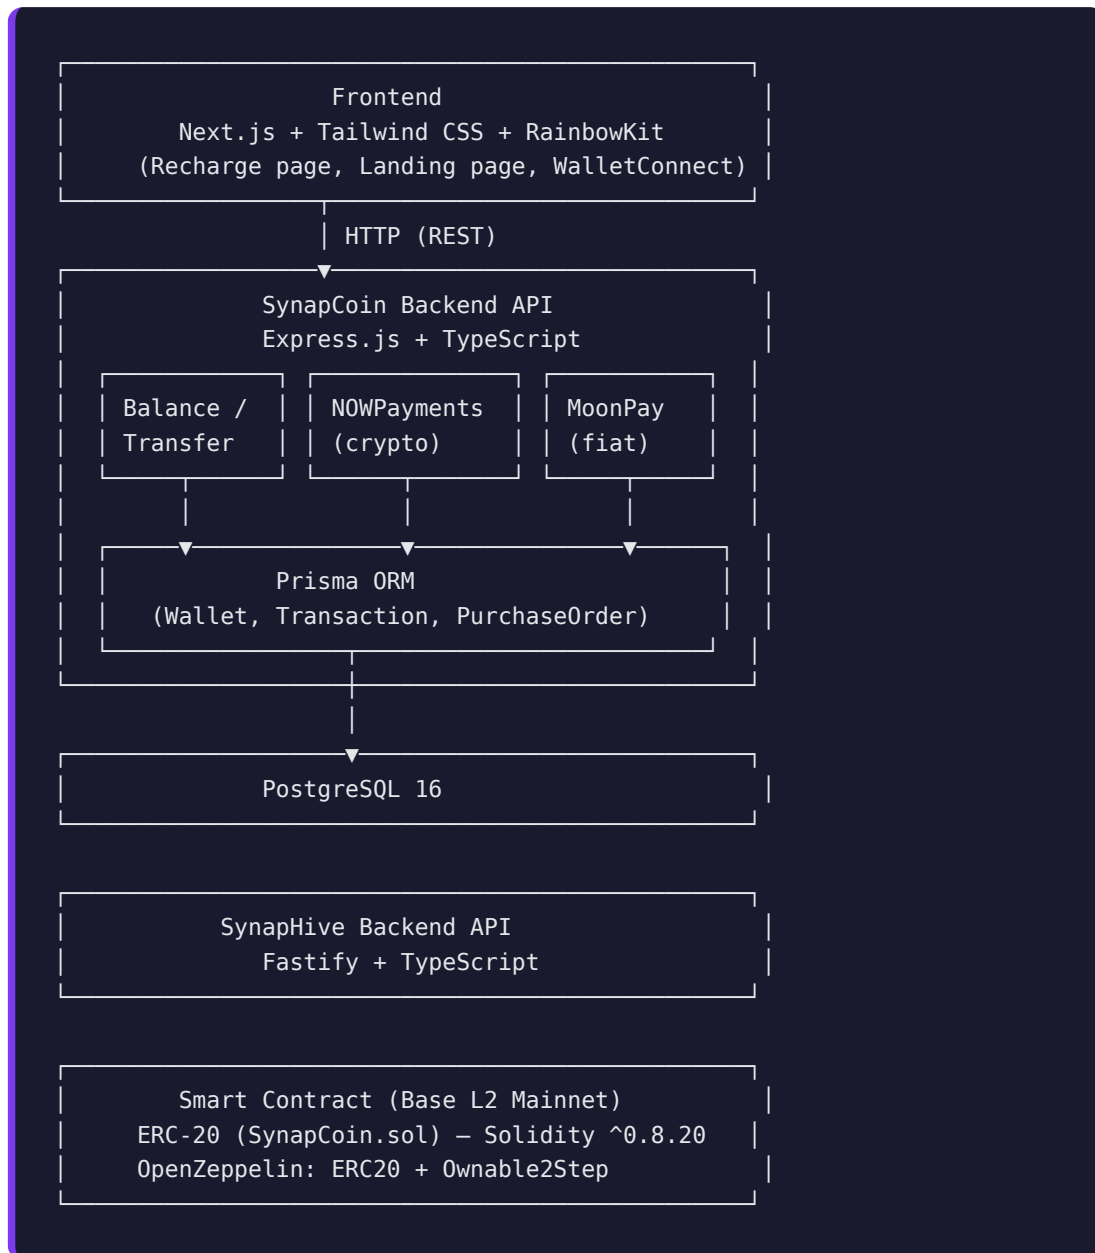 Frontend
Next.js + Tailwind CSS + RainbowKit
(Recharge page, Landing page, WalletConnect)
HTTP (REST)
SynapCoin Backend API
Express.js + TypeScript
Balance / NOWPayments MoonPay
Transfer (crypto) (fiat)
Prisma ORM
(Wallet, Transaction, PurchaseOrder)
PostgreSQL 16
SynapHive Backend API
Fastify + TypeScript
Smart Contract (Base L2 Mainnet)
ERC-20 (SynapCoin.sol) — Solidity ^0.8.20
OpenZeppelin: ERC20 + Ownable2Step